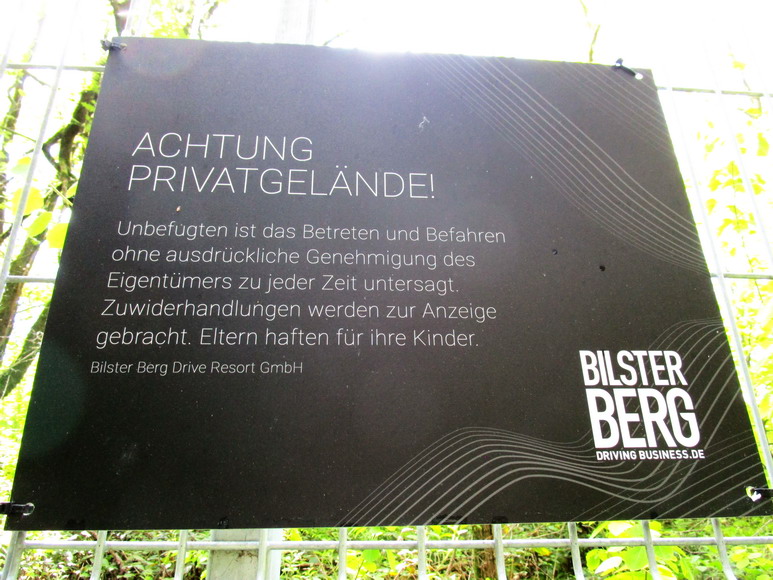 ACHTUNG
PRIVATGELÄNDE!
Unbefugten ist das Betreten und Befahren
ohne ausdrückliche Genehmigung des
Eigentümers zu jeder Zeit untersagt.
Zuwiderhandlungen werden zur Anzeige
gebracht. Eltern haften für ihre Kinder.
Bilster Berg Drive Resort GmbH
BILSTER
BERG
DRIVING BUSINESS.DE